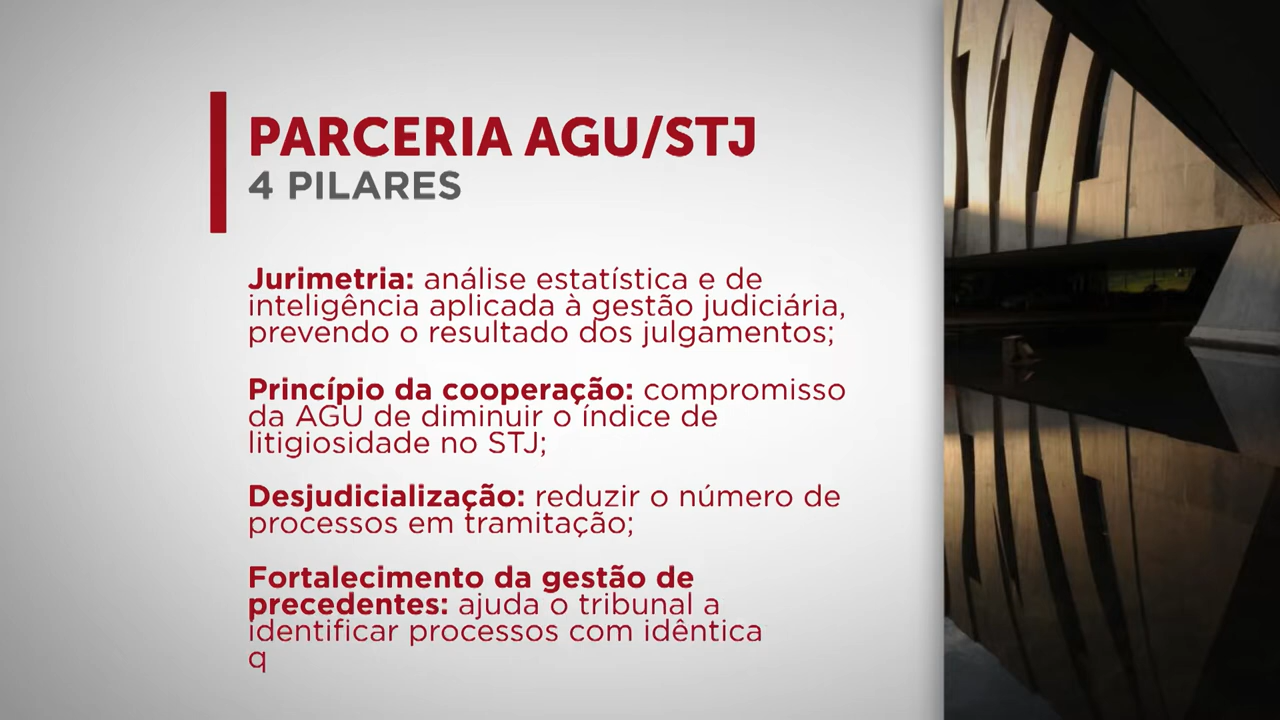 PARCERIA AGU/STJ
4 PILARES
Jurimetria: análise estatística e de
inteligência aplicada à gestão judiciária,
prevendo o resultado dos julgamentos;
Princípio da cooperação: compromisso
da AGU de diminuir o índice de
litigiosidade no STJ;
Desjudicialização: reduzir o número de
processos em tramitação;
Fortalecimento da gestão de
precedentes: ajuda o tribunal a
identificar processos com idêntica
q